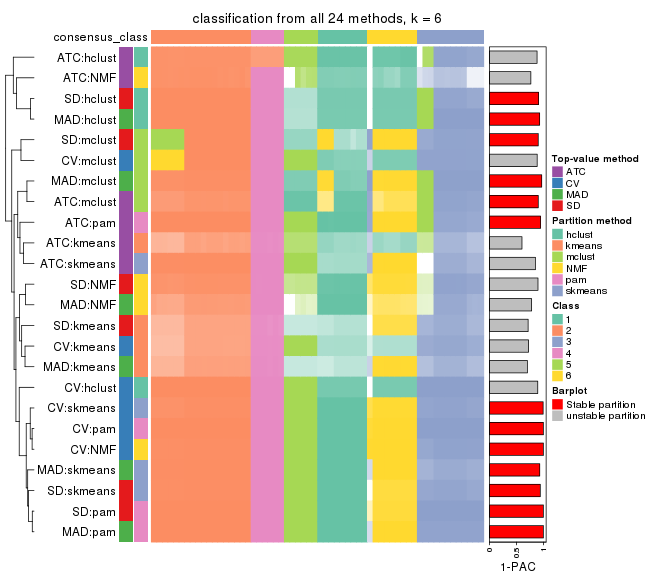 classification from all 24 methods, k = 6
consensus_class
ATC:hclust
ATC:NMF
SD:hclust
MAD:hclust
SD:mclust
CV:mclust
MAD:mclust
ATC:mclust
ATC:pam
ATC:kmeans
ATC:skmeans
SD:NMF
MAD:NMF
SD:kmeans
CV:kmeans
MAD:kmeans
CV:hclust
CV:skmeans
CV:pam
CV:NMF
MAD:skmeans
SD:skmeans
SD:pam
MAD:pam
0
0.5
1
1-PAC
Top-value method
ATC
CV
MAD
SD
Partition method
hclust
kmeans
mclust
NMF
pam
skmeans
Class
1
2
3
4
5
6
Barplot
Stable partition
unstable partition